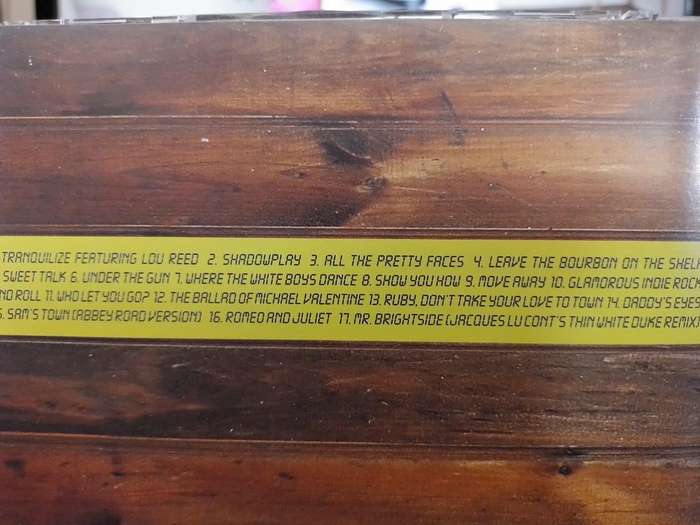 TRANQUILIZE FEATURING LOU REED 2. SHADOWPLAY 3. ALL THE PRETTY FACES 4. LEAVE THE BOURBON ON THE SHELF
SWEET TALK 6. UNDER THE GUN 7. WHERE THE WHITE BOYS DANCE 8. SHOW YOU HOW 9. MOVE AWAY 10. GLAMOROUS INDIE ROCK
ND ROLL 11. WHO LET YOU GO? 12. THE BALLAD OF MICHAEL VALENTINE 13. RUBY, DON'T TAKE YOUR LOVE TO TOWN 14. DADDY'S EYES
5. SAM'S TOWN (ABBEY ROAD VERSION) 16. ROMEO AND JULIET 17. MR. BRIGHTSIDE (JACQUES LU CONT'S THIN WHITE DUKE REMIX)